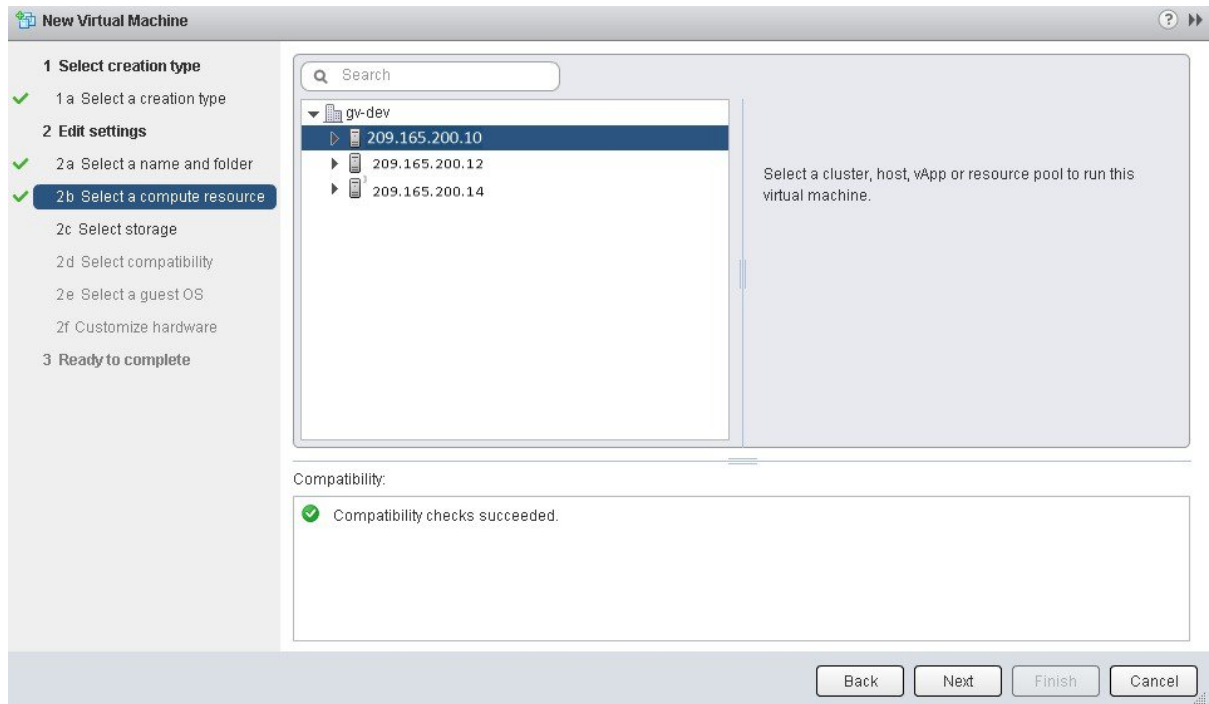 New Virtual Machine
1 Select creation type
1a Select a creation type
2 Edit settings
2a Select a name and folder
2b Select a compute resource
2c Select storage
2d Select compatibility
2e Select a guest OS
2f Customize hardware
3 Ready to complete
Search
gv-dev
209.165.200.10
209.165.200.12
209.165.200.14
Select a cluster, host, vApp or resource pool to run this
virtual machine.
Compatibility:
Compatibility checks succeeded.
Back
Next
Finish
Cancel